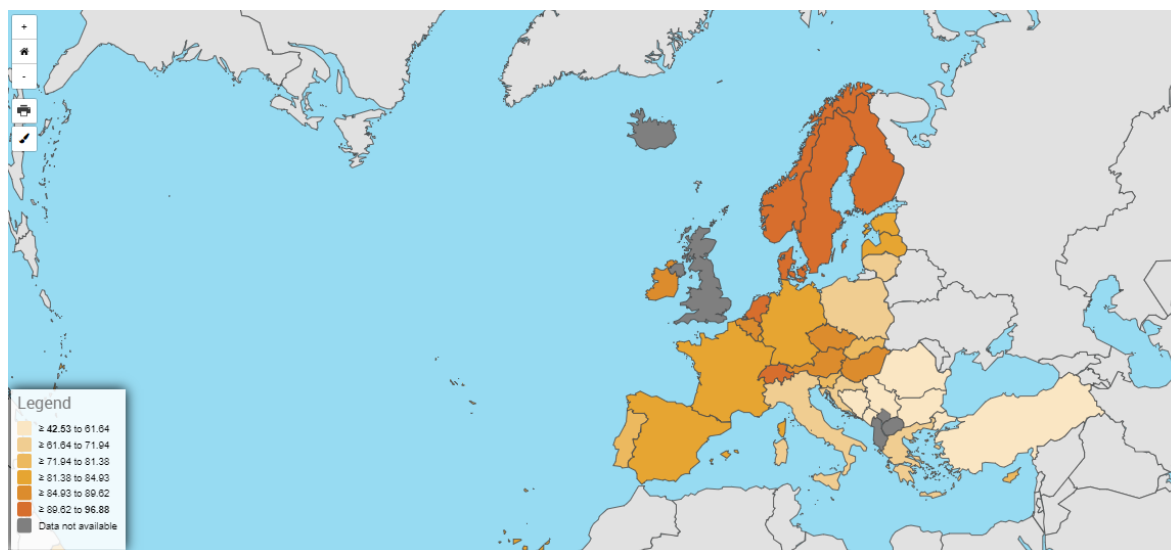 +
-
Legend
≥ 42.53 to 61.64
≥ 61.64 to 71.94
≥ 71.94 to 81.38
≥ 81.38 to 84.93
≥ 84.93 to 89.62
≥ 89.62 to 96.88
Data not available